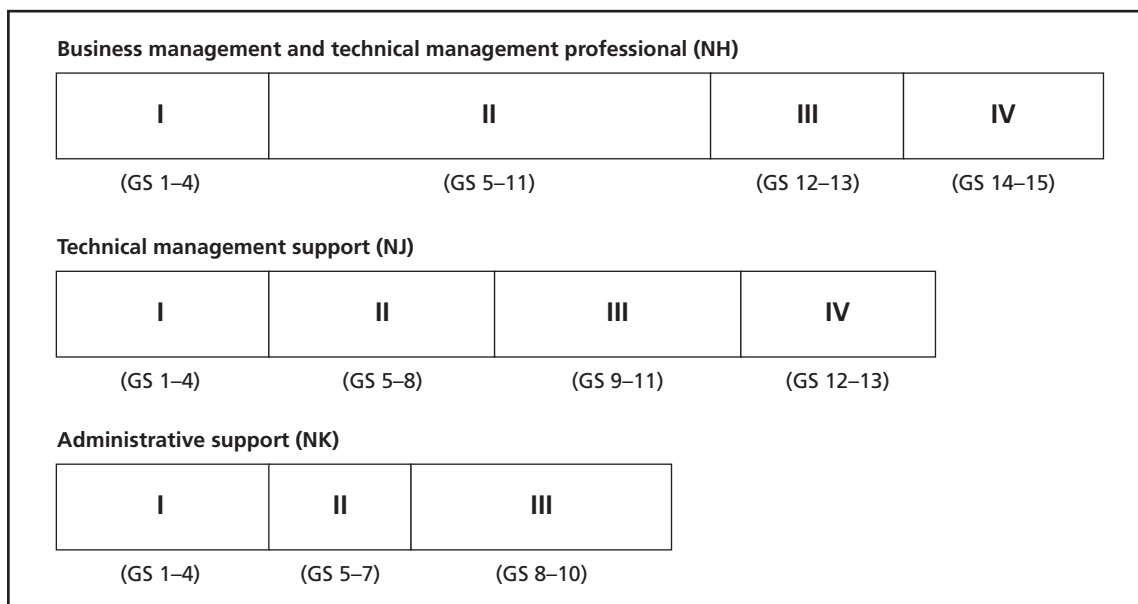 Business management and technical management professional (NH)
I II III IV
(GS 1–4) (GS 5–11) (GS 12–13) (GS 14–15)
Technical management support (NJ)
I II III IV
(GS 1–4) (GS 5–8) (GS 9–11) (GS 12–13)
Administrative support (NK)
I II III
(GS 1–4) (GS 5–7) (GS 8–10)